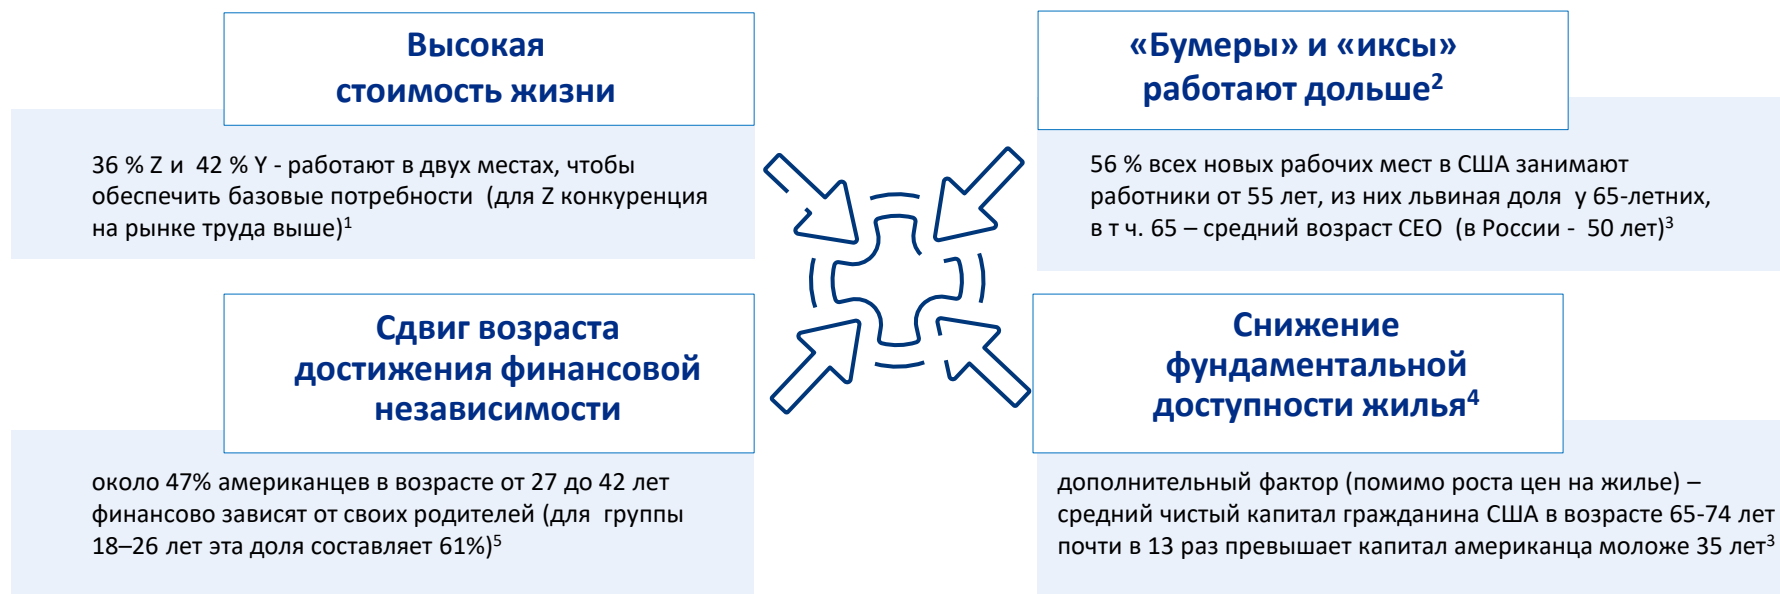 Высокая
стоимость жизни
36 % Z и 42 % Y - работают в двух местах, чтобы
обеспечить базовые потребности (для Z конкуренция
на рынке труда выше)1
«Бумеры» и «иксы»
работают дольше2
56 % всех новых рабочих мест в США занимают
работники от 55 лет, из них львиная доля у 65-летних,
в т ч. 65 – средний возраст CEO (в России - 50 лет)3
Сдвиг возраста
достижения финансовой
независимости
около 47% американцев в возрасте от 27 до 42 лет
финансово зависят от своих родителей (для группы
18–26 лет эта доля составляет 61%)5
Снижение
фундаментальной
доступности жилья4
дополнительный фактор (помимо роста цен на жилье) –
средний чистый капитал гражданина США в возрасте 65-74 лет
почти в 13 раз превышает капитал американца моложе 35 лет3